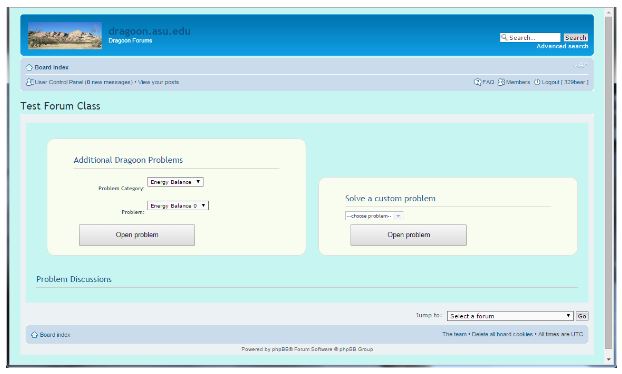 dragoon.asu.edu
Dragoon Forums
Search...
Search
Advanced search
Board index
User Control Panel (0 new messages) • View your posts
FAQ
Members
Logout [ 329bear ]
Test Forum Class
Additional Dragoon Problems
Problem Category:
Energy Balance
Problem:
Energy Balance 0
Open problem
Solve a custom problem
--choose problem--
Open problem
Problem Discussions
Jump to:
Select a forum
Go
Board index
The team • Delete all board cookies • All times are UTC
Powered by phpBB® Forum Software © phpBB Group